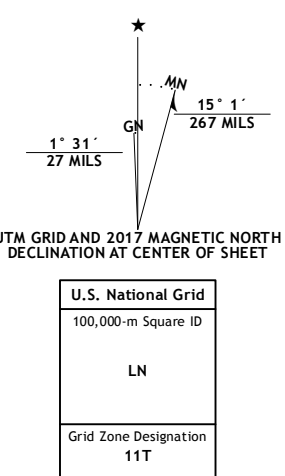 MN
GN
15° 1´
267 MILS
1° 31´
27 MILS
UTM GRID AND 2017 MAGNETIC NORTH
DECLINATION AT CENTER OF SHEET
U.S. National Grid
100,000-m Square ID
LN
Grid Zone Designation
11T